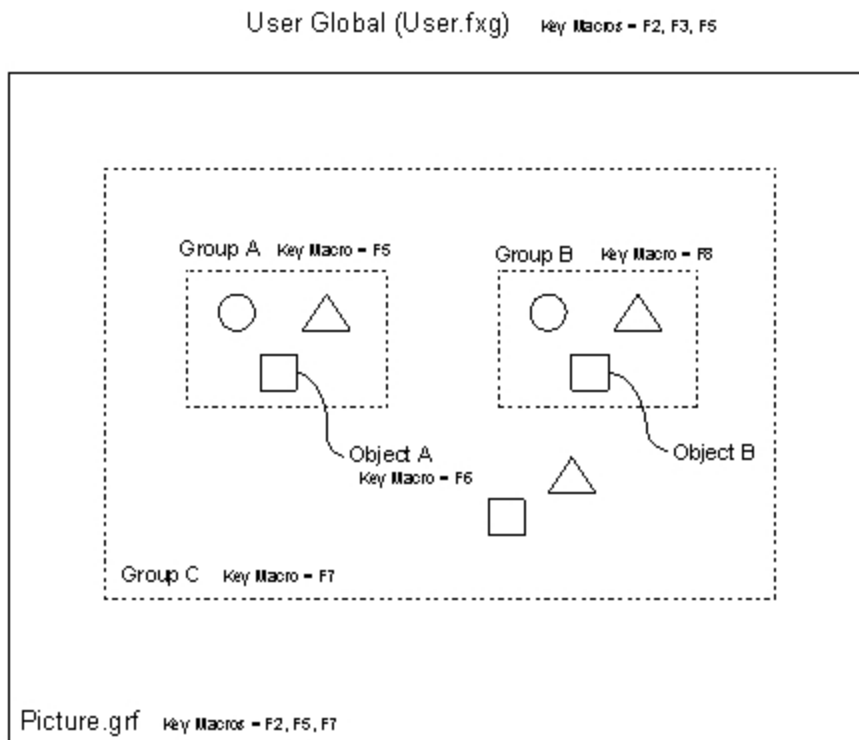 User Global (User.fxg) Key Macros = F2, F3, F5
Group A Key Macro = F5
Group B Key Macro = F8
Object A
Key Macro = F6
Object B
Group C Key Macro = F7
Picture.grf Key Macros = F2, F5, F7